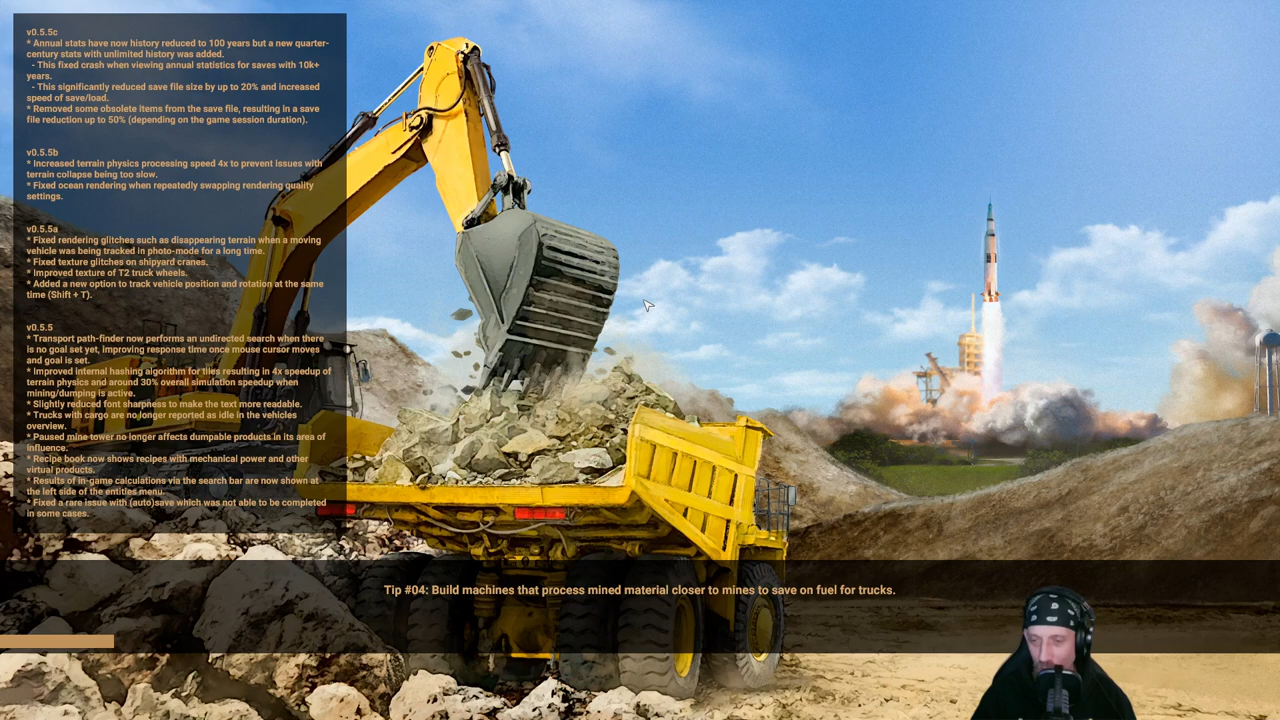 v0.5.5c
* Annual stats have now history reduced to 100 years but a new quarter-
century stats with unlimited history was added.
- This fixed crash when viewing annual statistics for saves with 10k+
years.
- This significantly reduced save file size by up to 20% and increased
speed of save/load.
* Removed some obsolete items from the save file, resulting in a save
file reduction up to 50% (depending on the game session duration).
v0.5.5b
* Increased terrain physics processing speed 4x to prevent issues with
terrain collapse being too slow.
* Fixed ocean rendering when repeatedly swapping rendering quality
settings.
v0.5.5a
* Fixed rendering glitches such as disappearing terrain when a moving
vehicle was being tracked in photo-mode for a long time.
* Fixed texture glitches on shipyard cranes.
* Improved texture of T2 truck wheels.
* Added a new option to track vehicle position and rotation at the same
time (Shift + T).
v0.5.5
* Transport path-finder now performs an undirected search when there
is no goal set yet, improving response time once mouse cursor moves
and goal is set.
* Improved internal hashing algorithm for tiles resulting in 4x speedup of
terrain physics and around 30% overall simulation speedup when
mining/dumping is active.
* Slightly reduced font sharpness to make the text more readable.
* Trucks with cargo are no longer reported as idle in the vehicles
overview.
* Paused mine tower no longer affects dumpable products in its area of
influence.
* Recipe book now shows recipes with mechanical power and other
virtual products.
* Results of in-game calculations via the search bar are now shown at
the left side of the entities menu.
* Fixed a rare issue with (auto)save which was not able to be completed
in some cases.
Tip #04: Build machines that process mined material closer to mines to save on fuel for trucks.